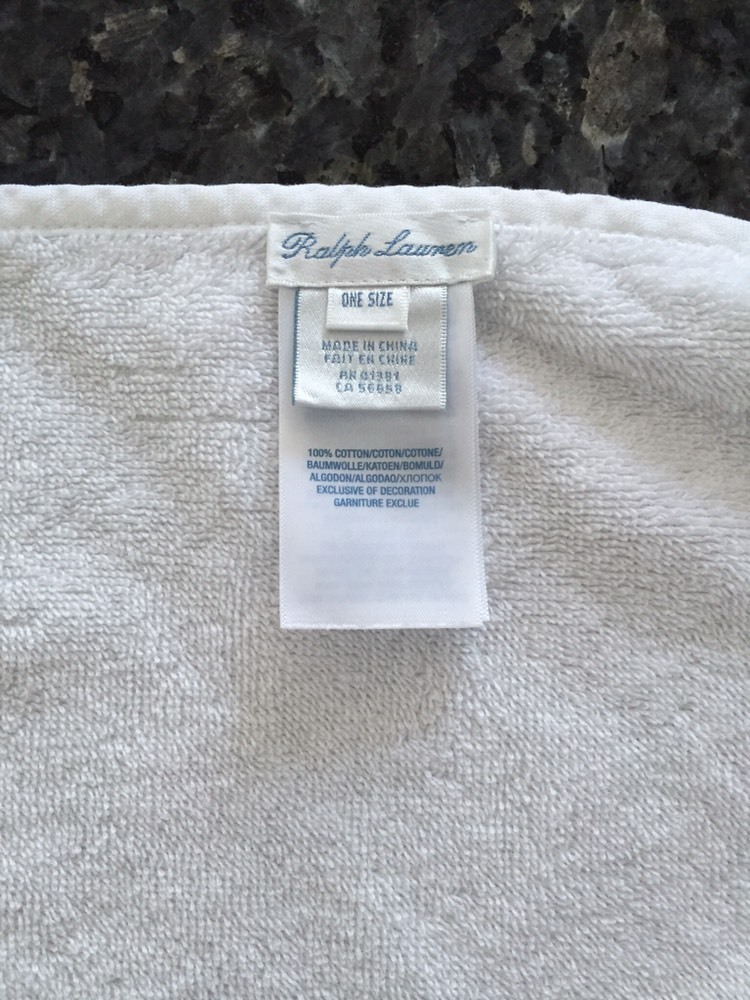 Ralph Lauren
ONE SIZE
MADE IN CHINA
FAIT EN CHINE
RN 41381
CA 56858
100% COTTON/COTON/COTONE/
BAUMWOLLE/KATOEN/BOMULD/
ALGODON/ALGODAO/ХЛОПОК
EXCLUSIVE OF DECORATION
GARNITURE EXCLUE